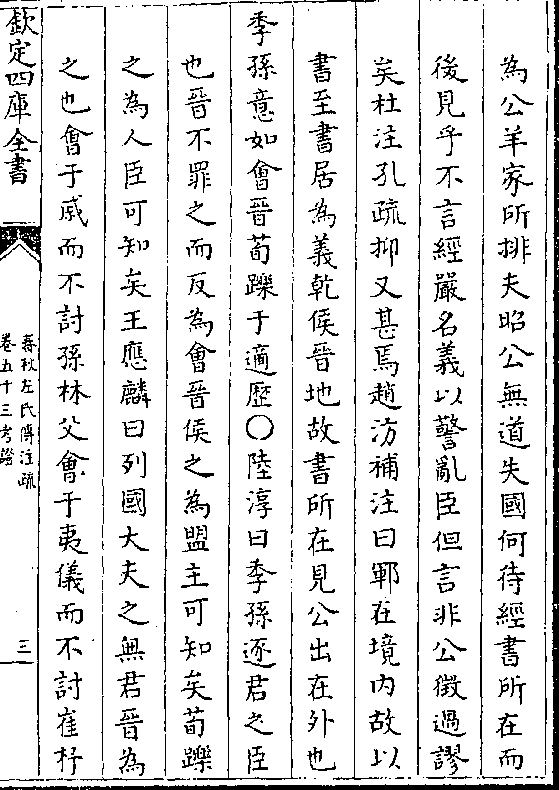 為公羊家所排夫昭公無道失國何待經書所在而
後見乎不言經嚴名義以警亂臣但言非公徵過謬
矣杜注孔疏抑又甚焉趙汸補注曰鄆在境内故以
書至書居為義乾侯晉地故書所在見公出在外也
季孫意如會晉荀躒于適歴〇陸淳曰季孫逐君之臣
也晉不罪之而反為會晉侯之為盟主可知矣荀躒
之為人臣可知矣王應麟曰列國大夫之無君晉為
之也會于戚而不討孫林父會于夷儀而不討崔杼
欽定四庫全書
春秋左氏傳注疏
卷五十三考證
三